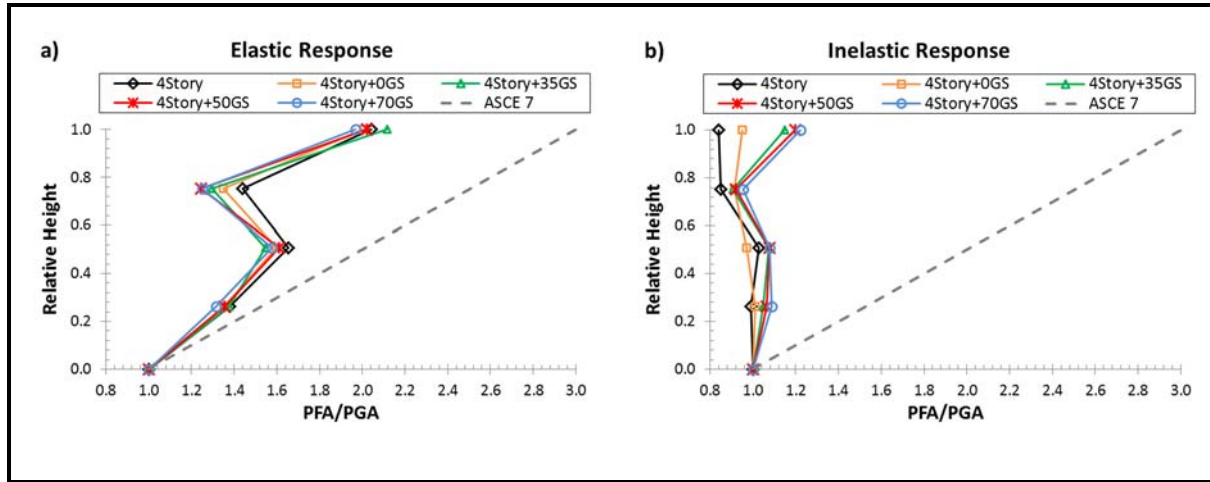 a) Elastic Response
4Story 4Story+0GS 4Story+35GS
4Story+50GS 4Story+70GS ASCE 7
1.0
0.8
0.6
0.4
0.2
0.0
Relative Height
0.8 1.0 1.2 1.4 1.6 1.8 2.0 2.2 2.4 2.6 2.8 3.0
PFA/PGA
b) Inelastic Response
4Story 4Story+0GS 4Story+35GS
4Story+50GS 4Story+70GS ASCE 7
1.0
0.8
0.6
0.4
0.2
0.0
Relative Height
0.8 1.0 1.2 1.4 1.6 1.8 2.0 2.2 2.4 2.6 2.8 3.0
PFA/PGA